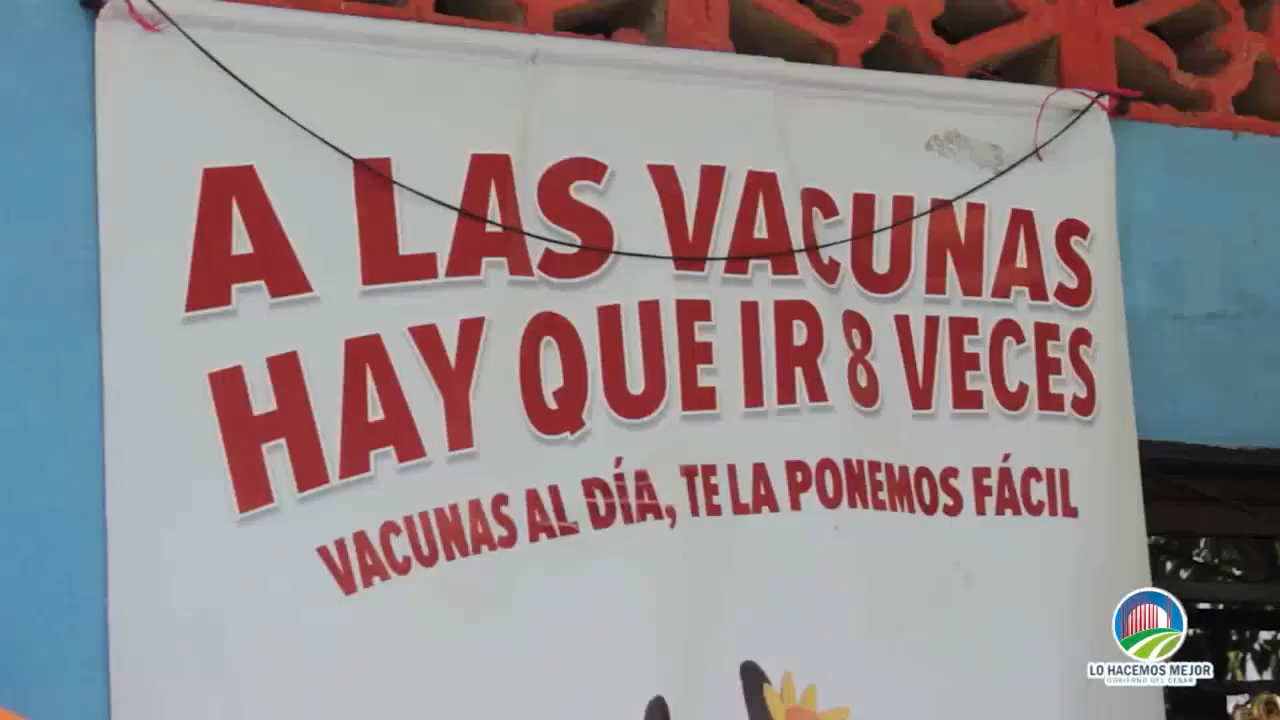 A LAS VACUNAS
HAY QUE IR 8 VECES
VACUNAS AL DÍA, TE LA PONEMOS FÁCIL
LO HACEMOS MEJOR
GOBIERNO DEL CESAR